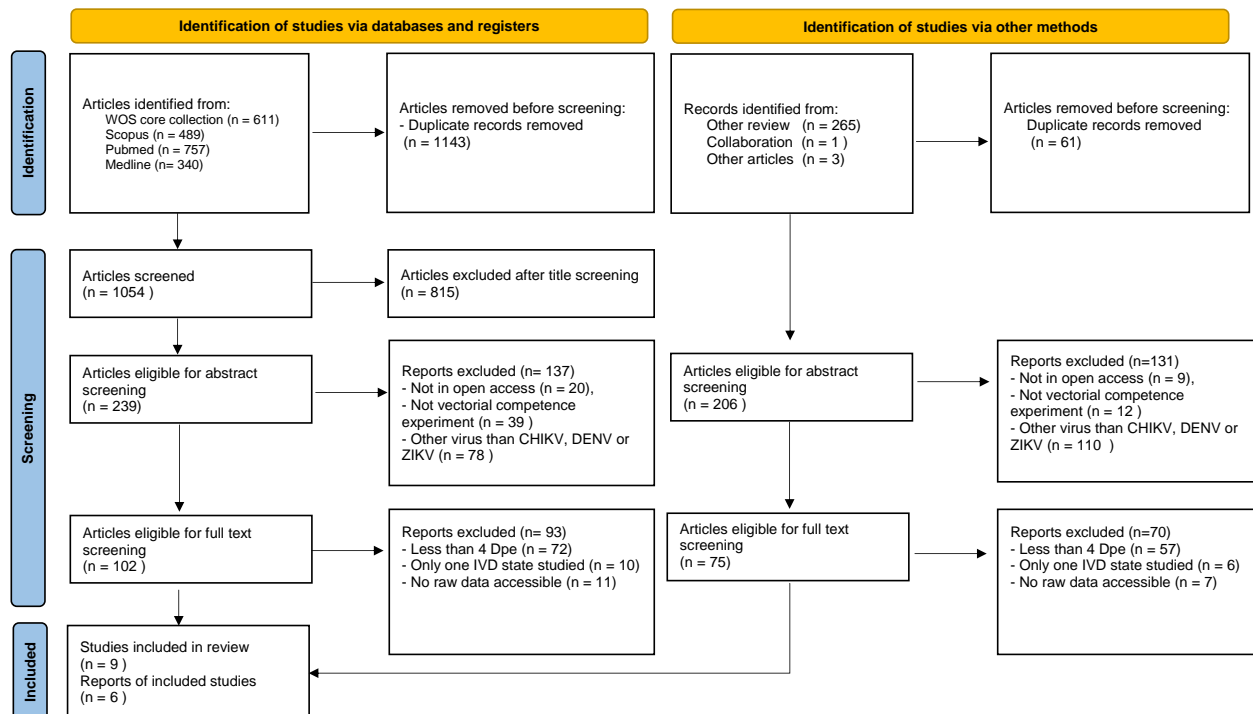 Identification of studies via databases and registers
Identification of studies via other methods
Identification
Articles identified from:
WOS core collection (n = 611)
Scopus (n = 489)
Pubmed (n = 757)
Medline (n= 340)
Articles removed before screening:
- Duplicate records removed
(n = 1143)
Records identified from:
Other review (n = 265)
Collaboration (n = 1 )
Other articles (n = 3)
Articles removed before screening:
Duplicate records removed
(n = 61)
Screening
Articles screened
(n = 1054 )
Articles excluded after title screening
(n = 815)
Articles eligible for abstract
screening
(n = 239)
Reports excluded (n= 137)
- Not in open access (n = 20),
- Not vectorial competence
experiment (n = 39 )
- Other virus than CHIKV, DENV or
ZIKV (n = 78 )
Articles eligible for abstract
screening
(n = 206 )
Reports excluded (n=131)
- Not in open access (n = 9),
- Not vectorial competence
experiment (n = 12 )
- Other virus than CHIKV, DENV or
ZIKV (n = 110 )
Articles eligible for full text
screening
(n = 102 )
Reports excluded (n= 93)
- Less than 4 Dpe (n = 72)
- Only one IVD state studied (n = 10)
- No raw data accessible (n = 11)
Articles eligible for full text screening
(n = 75)
Reports excluded (n=70)
- Less than 4 Dpe (n = 57)
- Only one IVD state studied (n = 6)
- No raw data accessible (n = 7)
Included
Studies included in review
(n = 9 )
Reports of included studies
(n = 6 )